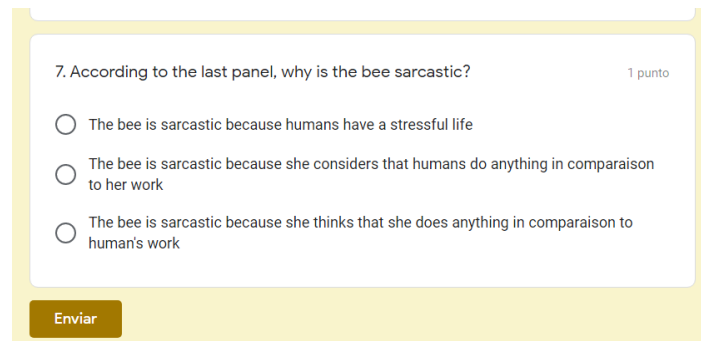 7. According to the last panel, why is the bee sarcastic?
1 punto
The bee is sarcastic because humans have a stressful life
The bee is sarcastic because she considers that humans do anything in comparaison
to her work
The bee is sarcastic because she thinks that she does anything in comparaison to
human's work
Enviar